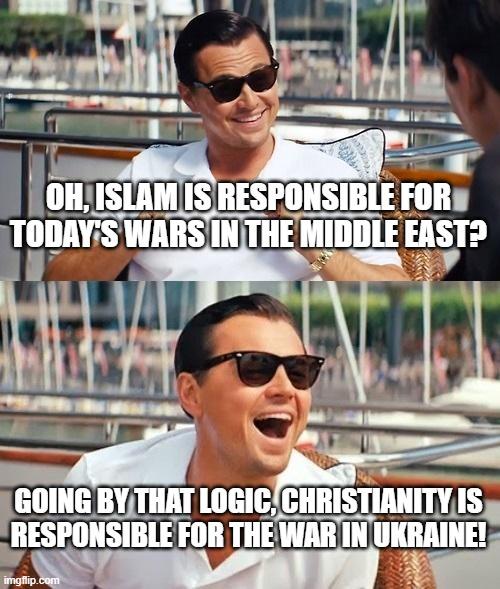 OH, ISLAM IS RESPONSIBLE FOR
TODAY'S WARS IN THE MIDDLE EAST?
GOING BY THAT LOGIC, CHRISTIANITY IS
RESPONSIBLE FOR THE WAR IN UKRAINE!
imgflip.com